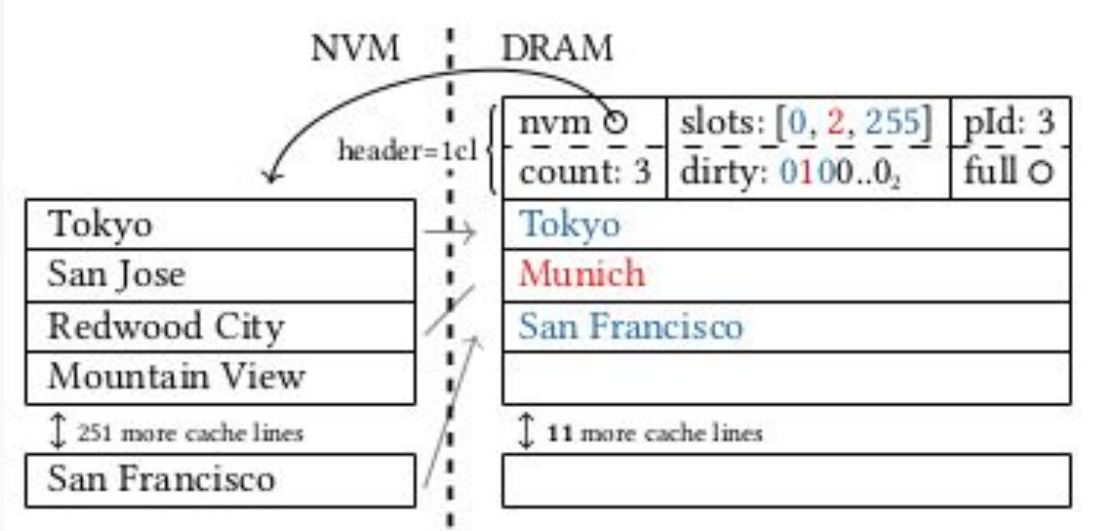 NVM DRAM
nvm slots: [0, 2, 255] pId: 3
header=1cl
count: 3 dirty: 0100..0₂ full
Tokyo Tokyo
San Jose Munich
Redwood City San Francisco
Mountain View
251 more cache lines 11 more cache lines
San Francisco